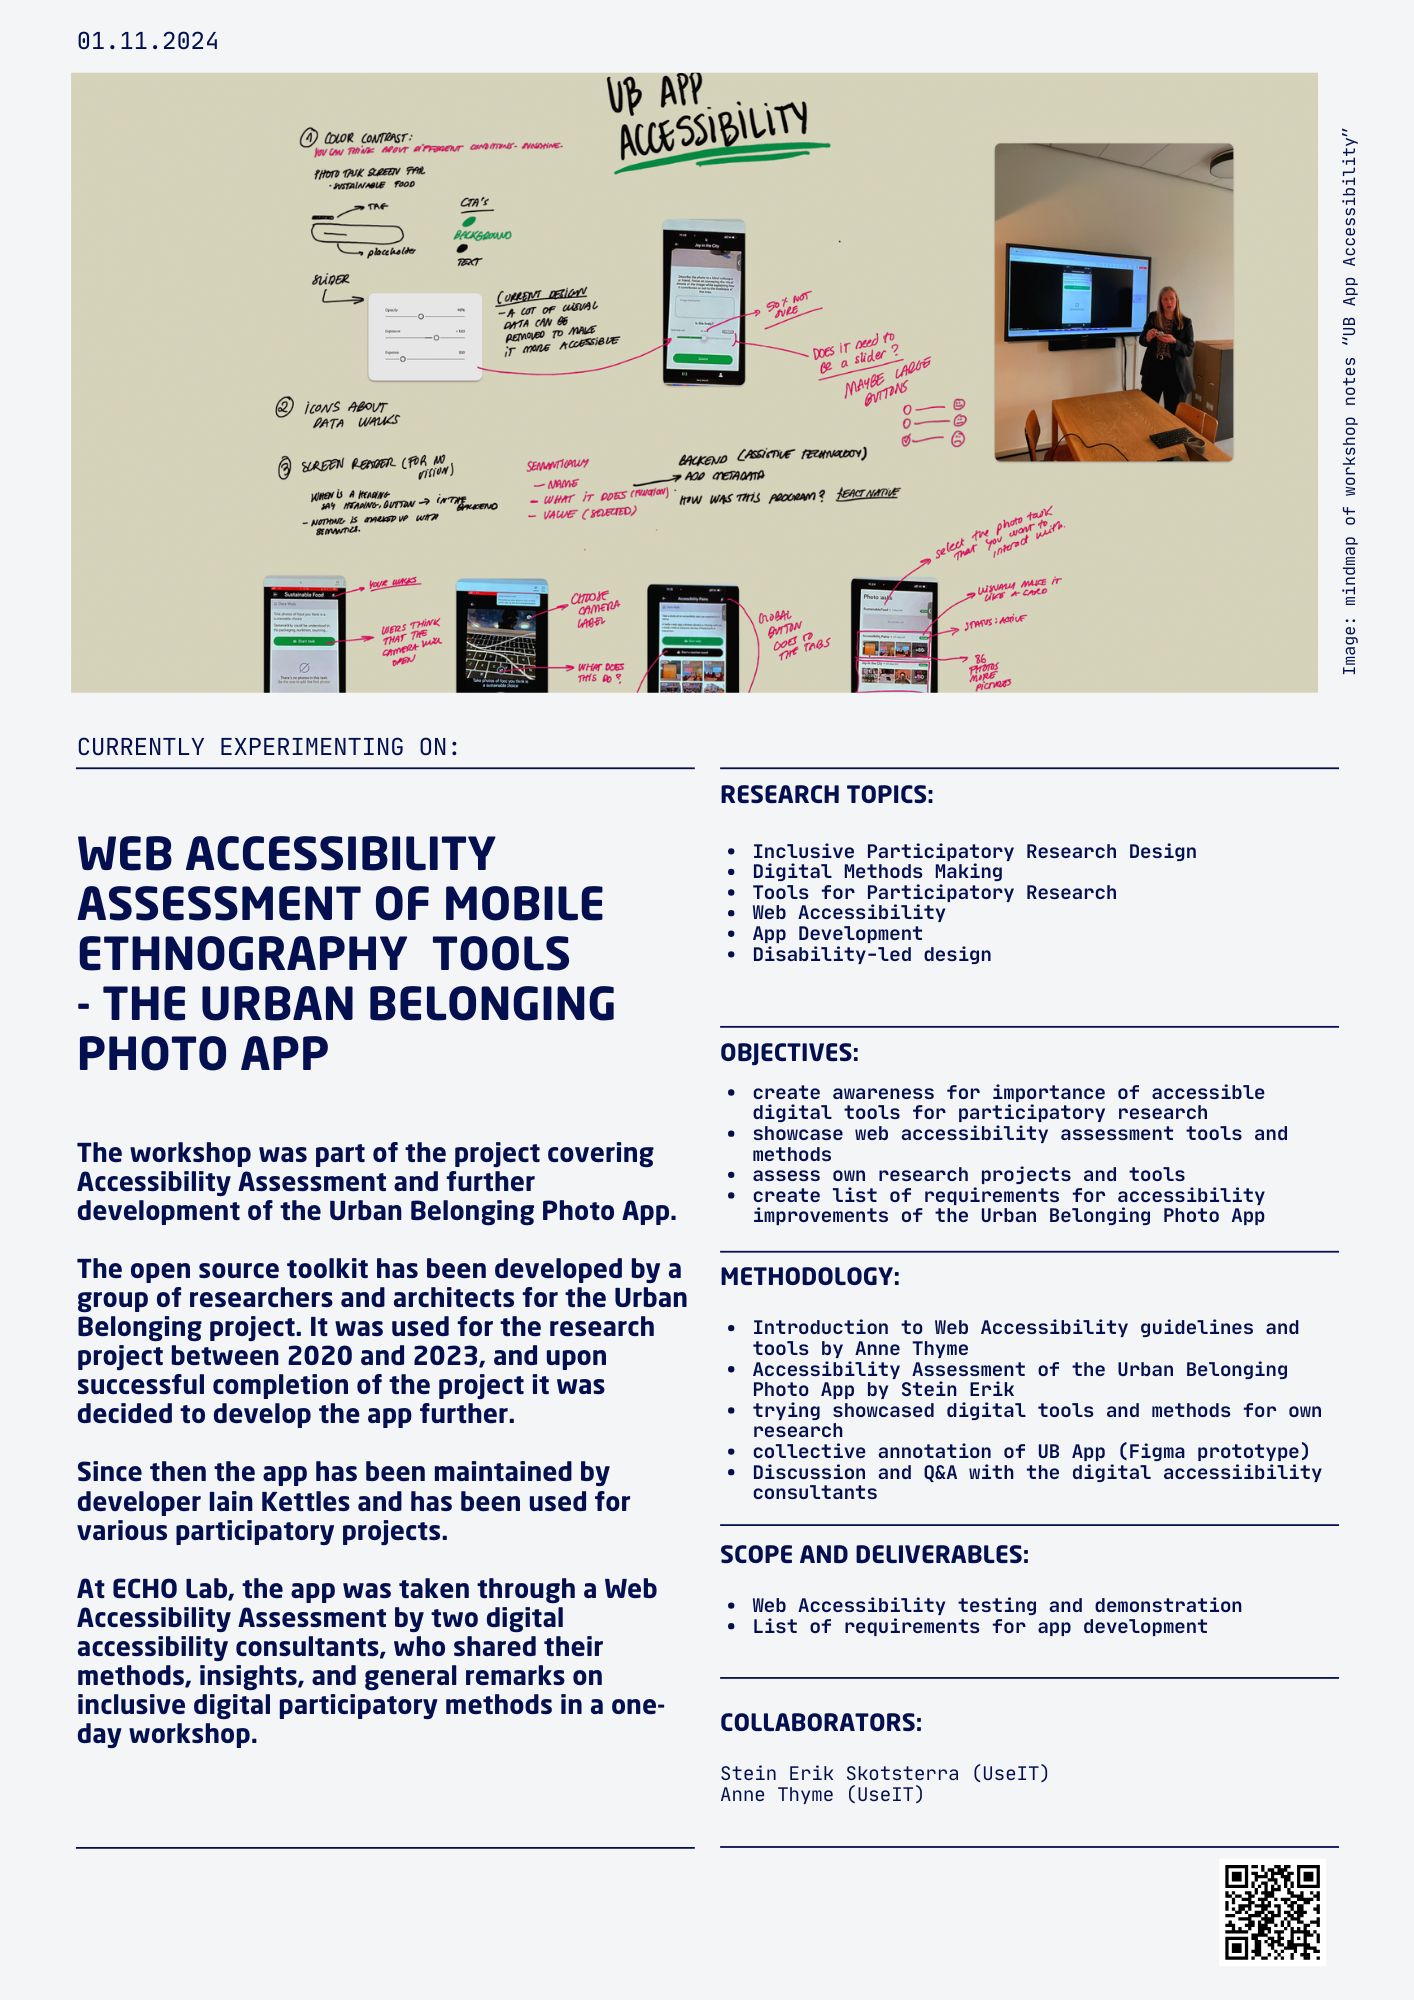 01.11.2024
UB APP
ACCESSIBILITY
① COLOR CONTRAST:
YOU CAN THINK ABOUT DIFFERENT CONDITIONS. SUNSHINE.
PHOTO TALK SCREEN FAIL
- SUSTAINABLE FOOD
TAG
placeholder
CTA's
BACKGROUND
TEXT
SLIDER
CURRENT DESIGN
- A LOT OF VISUAL
DATA CAN BE
REMOVED TO MAKE
IT MORE ACCESSIBLE
Opacity
Exposure
Joy in the City
50% NOT
SURE
DOES IT need to
be a slider?
MAYBE LARGE
BUTTONS
② ICONS ABOUT
DATA WALKS
③ SCREEN READER (FOR NO
VISION)
WHEN IS A HEADING
SAY HEADING, BUTTON → IN THE
BACKEND
- NOTHING IS MARKED UP WITH
SEMANTICS.
SEMANTICALLY
- NAME
- WHAT IT DOES (FUNCTION)
- VALUE (SELECTED)
BACKEND (ASSISTIVE TECHNOLOGY)
ADD METADATA
HOW WAS THIS PROGRAM? REACT NATIVE
select the photo task
that you want to
interact with.
Sustainable Food
YOUR WALKS
USERS THINK
THAT THE
CAMERA WILL
OPEN
CHOOSE
CAMERA
LABEL
WHAT DOES
THIS DO?
Accessibility Pains
GLOBAL
BUTTON
DOES TO
THE TABS
Photo tasks
USUALLY MAKE IT
LIKE A CARD
STATUS: ACTIVE
86
PHOTOS
MORE
PICTURES
Image: mindmap of workshop notes "UB App Accessibility"
CURRENTLY EXPERIMENTING ON:
WEB ACCESSIBILITY
ASSESSMENT OF MOBILE
ETHNOGRAPHY TOOLS
- THE URBAN BELONGING
PHOTO APP
The workshop was part of the project covering
Accessibility Assessment and further
development of the Urban Belonging Photo App.
The open source toolkit has been developed by a
group of researchers and architects for the Urban
Belonging project. It was used for the research
project between 2020 and 2023, and upon
successful completion of the project it was
decided to develop the app further.
Since then the app has been maintained by
developer Iain Kettles and has been used for
various participatory projects.
At ECHO Lab, the app was taken through a Web
Accessibility Assessment by two digital
accessibility consultants, who shared their
methods, insights, and general remarks on
inclusive digital participatory methods in a one-
day workshop.
RESEARCH TOPICS:
• Inclusive Participatory Research Design
• Digital Methods Making
• Tools for Participatory Research
• Web Accessibility
• App Development
• Disability-led design
OBJECTIVES:
• create awareness for importance of accessible
digital tools for participatory research
• showcase web accessibility assessment tools and
methods
• assess own research projects and tools
• create list of requirements for accessibility
improvements of the Urban Belonging Photo App
METHODOLOGY:
• Introduction to Web Accessibility guidelines and
tools by Anne Thyme
• Accessibility Assessment of the Urban Belonging
Photo App by Stein Erik
• trying showcased digital tools and methods for own
research
• collective annotation of UB App (Figma prototype)
• Discussion and Q&A with the digital accessiibility
consultants
SCOPE AND DELIVERABLES:
• Web Accessibility testing and demonstration
• List of requirements for app development
COLLABORATORS:
Stein Erik Skotsterra (UseIT)
Anne Thyme (UseIT)